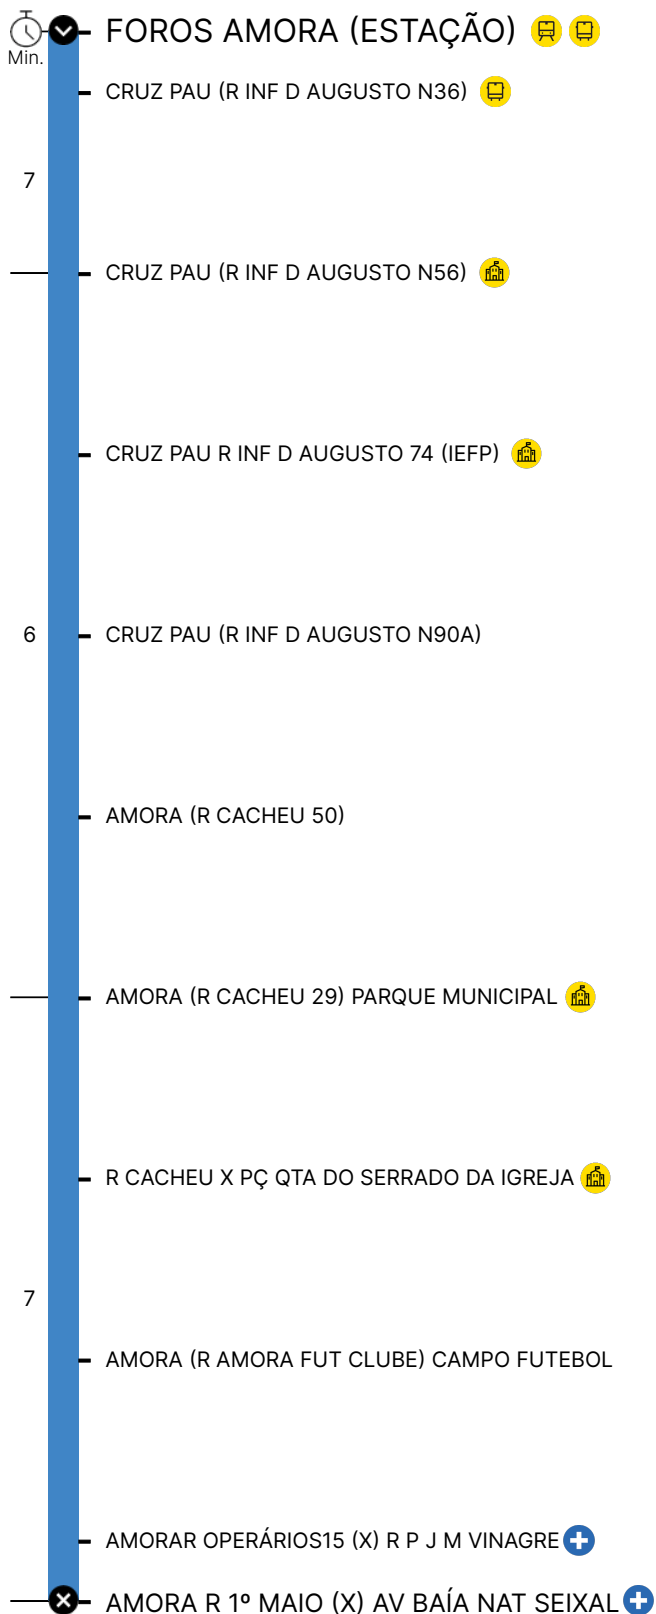 FOROS AMORA (ESTAÇÃO)
Min.
CRUZ PAU (R INF D AUGUSTO N36)
7
CRUZ PAU (R INF D AUGUSTO N56)
CRUZ PAU R INF D AUGUSTO 74 (IEFP)
6 CRUZ PAU (R INF D AUGUSTO N90A)
AMORA (R CACHEU 50)
AMORA (R CACHEU 29) PARQUE MUNICIPAL
R CACHEU X PÇ QTA DO SERRADO DA IGREJA
7
AMORA (R AMORA FUT CLUBE) CAMPO FUTEBOL
AMORAR OPERÁRIOS15 (X) R P J M VINAGRE
AMORA R 1º MAIO (X) AV BAÍA NAT SEIXAL